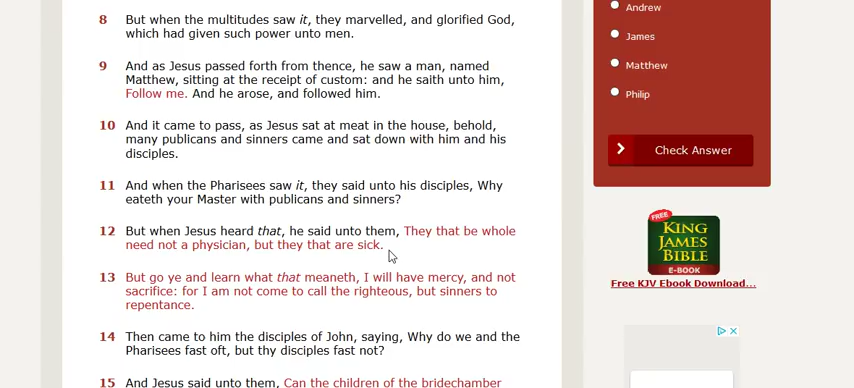 8 But when the multitudes saw it, they marvelled, and glorified God,
which had given such power unto men.
9 And as Jesus passed forth from thence, he saw a man, named
Matthew, sitting at the receipt of custom: and he saith unto him,
Follow me. And he arose, and followed him.
10 And it came to pass, as Jesus sat at meat in the house, behold,
many publicans and sinners came and sat down with him and his
disciples.
11 And when the Pharisees saw it, they said unto his disciples, Why
eateth your Master with publicans and sinners?
12 But when Jesus heard that, he said unto them, They that be whole
need not a physician, but they that are sick.
13 But go ye and learn what that meaneth, I will have mercy, and not
sacrifice: for I am not come to call the righteous, but sinners to
repentance.
14 Then came to him the disciples of John, saying, Why do we and the
Pharisees fast oft, but thy disciples fast not?
15 And Jesus said unto them, Can the children of the bridechamber
Andrew
James
Matthew
Philip
Check Answer
FREE
KING
JAMES
BIBLE
E-BOOK
Free KJV Ebook Download...